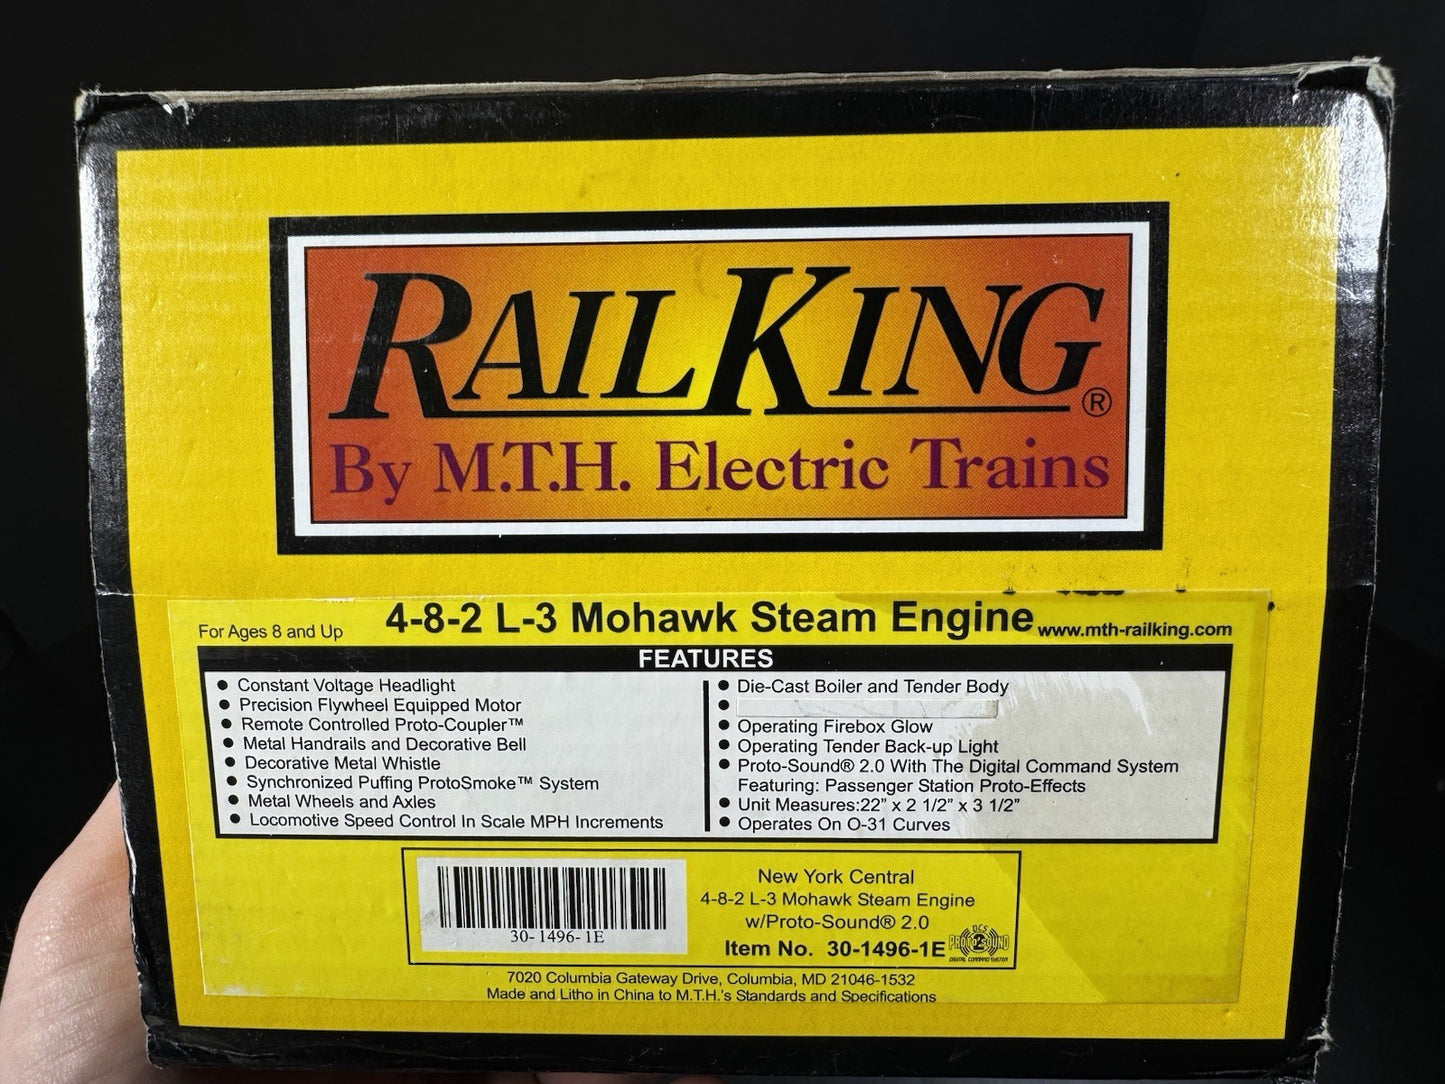 RAILKING®
By M.T.H. Electric Trains
For Ages 8 and Up
4-8-2 L-3 Mohawk Steam Engine
www.mth-railking.com
FEATURES
● Constant Voltage Headlight
● Precision Flywheel Equipped Motor
● Remote Controlled Proto-Coupler™
● Metal Handrails and Decorative Bell
● Decorative Metal Whistle
● Synchronized Puffing ProtoSmoke™ System
● Metal Wheels and Axles
● Locomotive Speed Control In Scale MPH Increments
● Die-Cast Boiler and Tender Body
●
● Operating Firebox Glow
● Operating Tender Back-up Light
● Proto-Sound® 2.0 With The Digital Command System
Featuring: Passenger Station Proto-Effects
● Unit Measures:22” x 2 1/2” x 3 1/2”
● Operates On O-31 Curves
30-1496-1E
New York Central
4-8-2 L-3 Mohawk Steam Engine
w/Proto-Sound® 2.0
Item No. 30-1496-1E
DCS
PROTO SOUND
2
DIGITAL COMMAND SYSTEM
7020 Columbia Gateway Drive, Columbia, MD 21046-1532
Made and Litho in China to M.T.H.'s Standards and Specifications